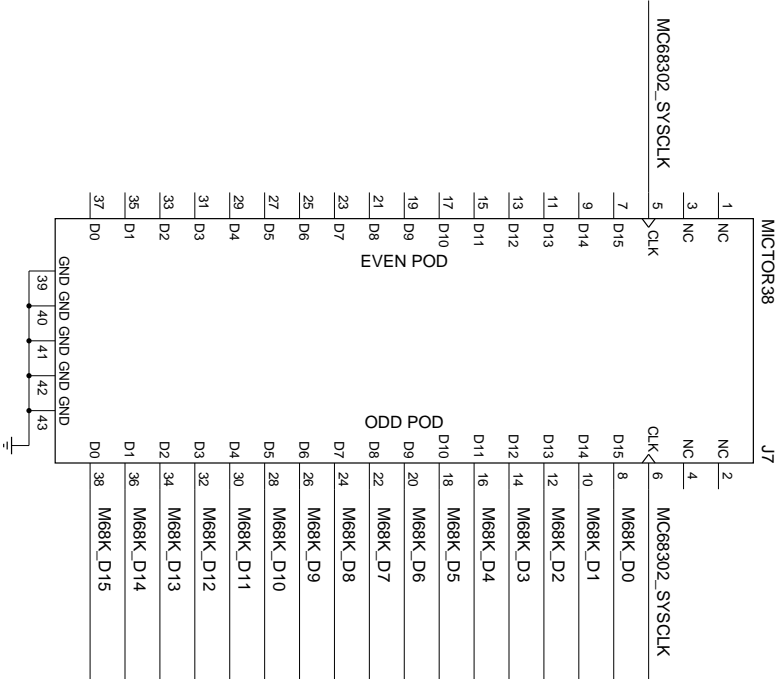 MICTOR38
J7
1 NC
3 NC
MC68302_SYSCLK 5 CLK
7 D15
9 D14
11 D13
13 D12
15 D11
17 D10
19 D9
21 D8
23 D7
25 D6
27 D5
29 D4
31 D3
33 D2
35 D1
37 D0
EVEN POD
ODD POD
NC 2
NC 4
CLK 6 MC68302_SYSCLK
D15 8 M68K_D0
D14 10 M68K_D1
D13 12 M68K_D2
D12 14 M68K_D3
D11 16 M68K_D4
D10 18 M68K_D5
D9 20 M68K_D6
D8 22 M68K_D7
D7 24 M68K_D8
D6 26 M68K_D9
D5 28 M68K_D10
D4 30 M68K_D11
D3 32 M68K_D12
D2 34 M68K_D13
D1 36 M68K_D14
D0 38 M68K_D15
GND GND GND GND GND
39 40 41 42 43